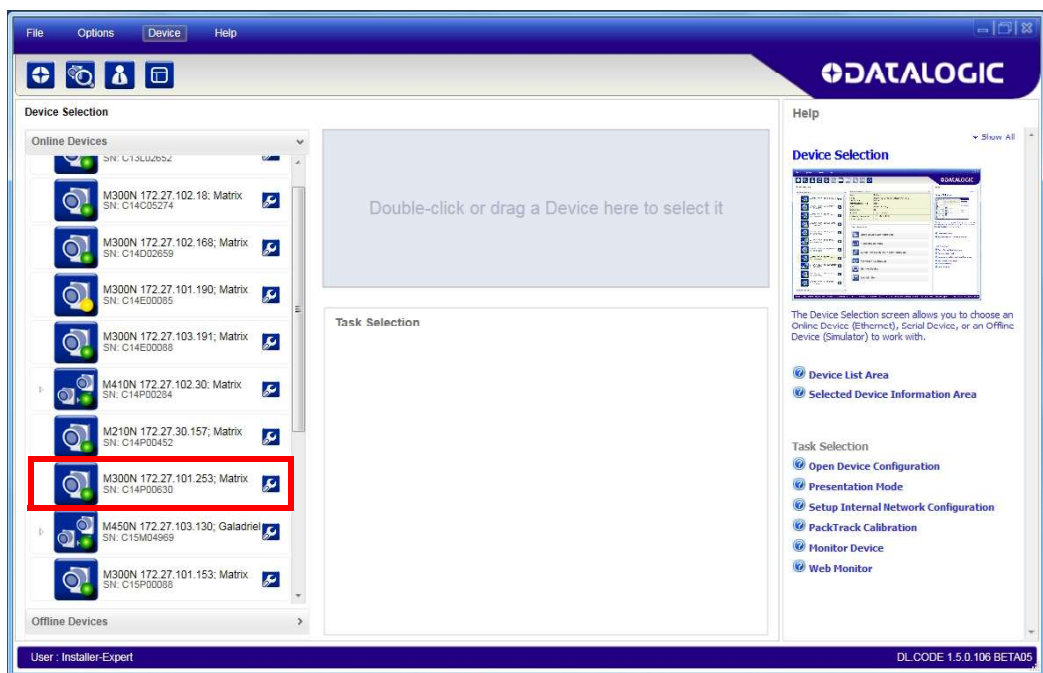 File Options Device Help
DATALOGIC
Device Selection
Online Devices
SN: C13L02652
M300N 172.27.102.18; Matrix
SN: C14C05274
M300N 172.27.102.168; Matrix
SN: C14D02659
M300N 172.27.101.190; Matrix
SN: C14E00085
M300N 172.27.103.191; Matrix
SN: C14E00088
M410N 172.27.102.30; Matrix
SN: C14P00284
M210N 172.27.30.157; Matrix
SN: C14P00452
M300N 172.27.101.253; Matrix
SN: C14P00630
M450N 172.27.103.130; Galadriel
SN: C15M04969
M300N 172.27.101.153; Matrix
SN: C15P00088
Offline Devices
Double-click or drag a Device here to select it
Task Selection
Help
Show All
Device Selection
The Device Selection screen allows you to choose an
Online Device (Ethernet), Serial Device, or an Offline
Device (Simulator) to work with.
Device List Area
Selected Device Information Area
Task Selection
Open Device Configuration
Presentation Mode
Setup Internal Network Configuration
PackTrack Calibration
Monitor Device
Web Monitor
User : Installer-Expert
DL.CODE 1.5.0.106 BETA05